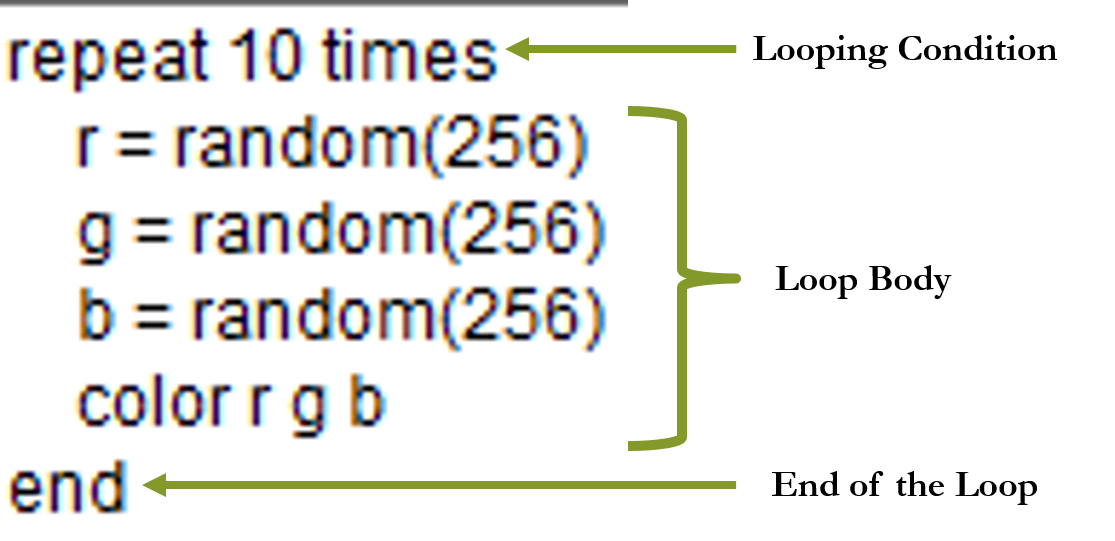 repeat 10 times
Looping Condition
r = random(256)
g = random(256)
b = random(256)
color r g b
Loop Body
end
End of the Loop